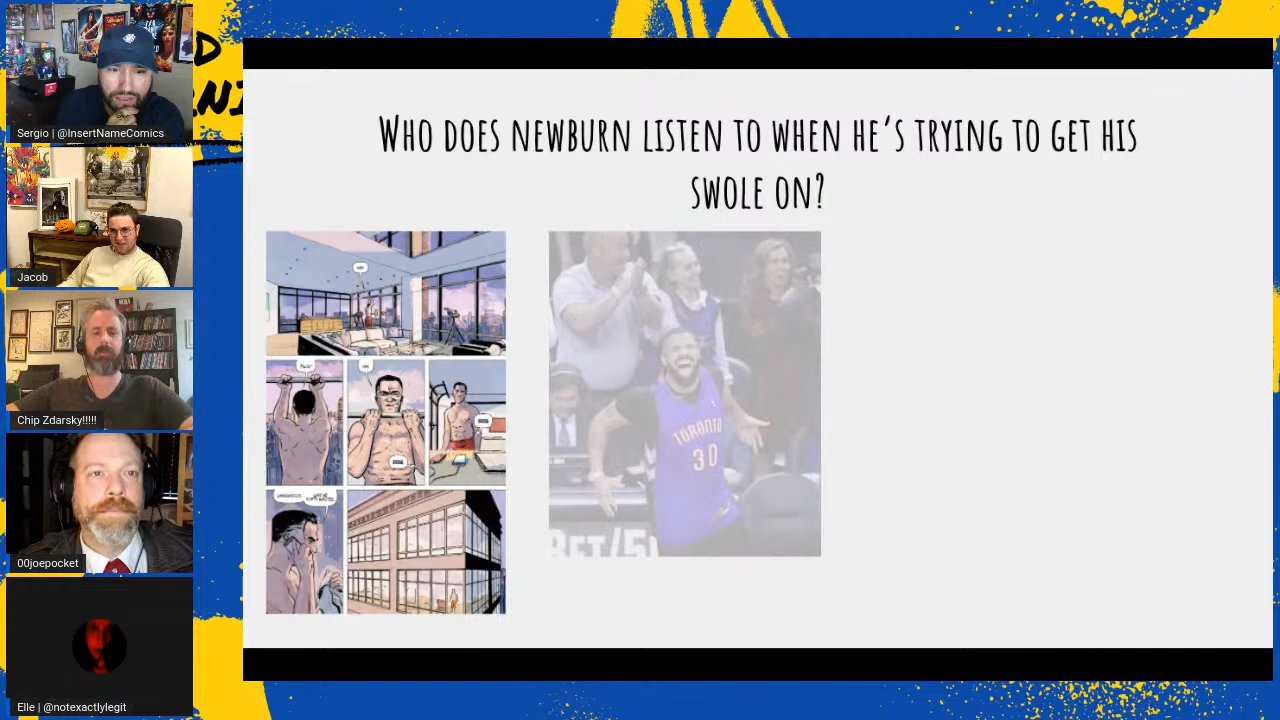 D
Sergio | @InsertNameComics
Jacob
Chip Zdarsky!!!!!
00joepocket
Elle | @notexactlylegit
Who does Newburn listen to when he's trying to get his
swole on?
TORONTO
30